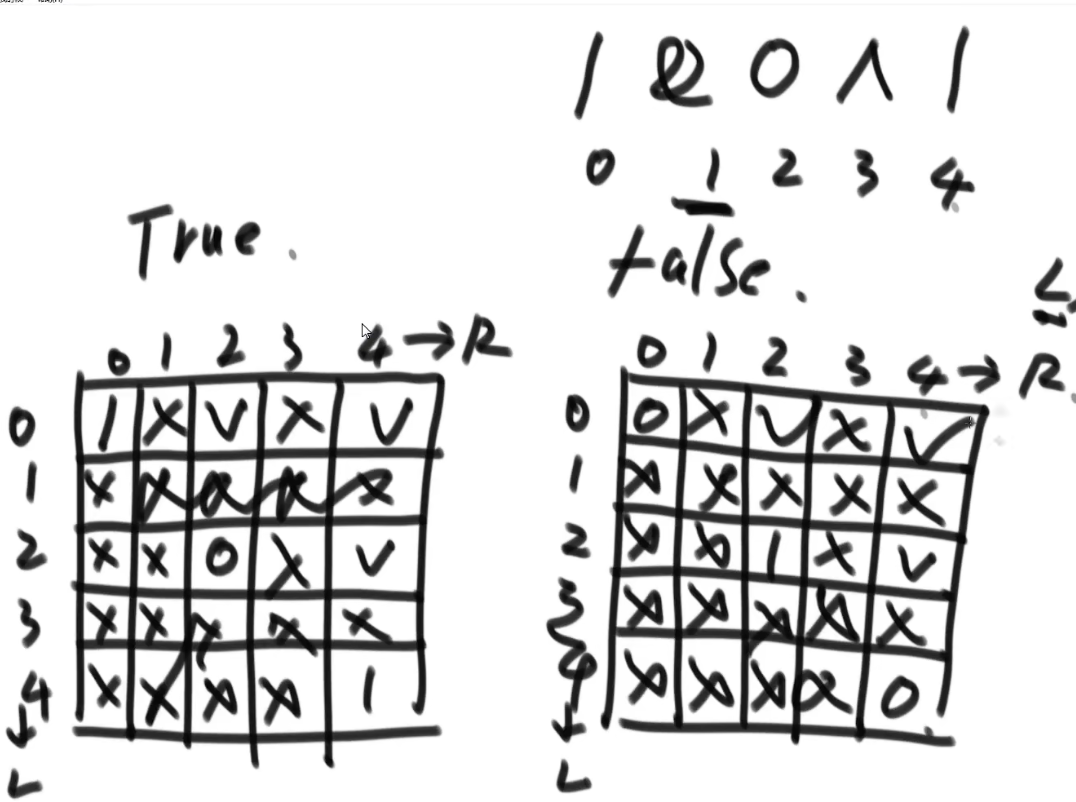 1 & 0 ^ 1
0 1 2 3 4
True.
false.
L
R
0 1 2 3 4 → R
0 1 x v x v
1 x x x x x
2 x x 0 x v
3 x x x x x
4 x x x x 1
↓
L
0 1 2 3 4 → R
0 0 x v x v
1 x x x x x
2 x x 1 x v
3 x x x x x
4 x x x x 0
↓
L